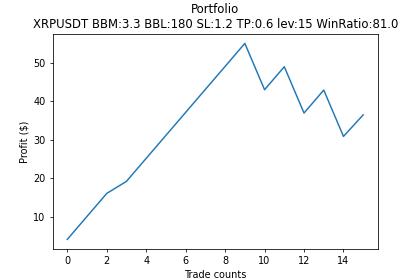 Portfolio
XRPUSDT BBM:3.3 BBL:180 SL:1.2 TP:0.6 lev:15 WinRatio:81.0
Profit ($)
50
40
30
20
10
0 2 4 6 8 10 12 14
Trade counts